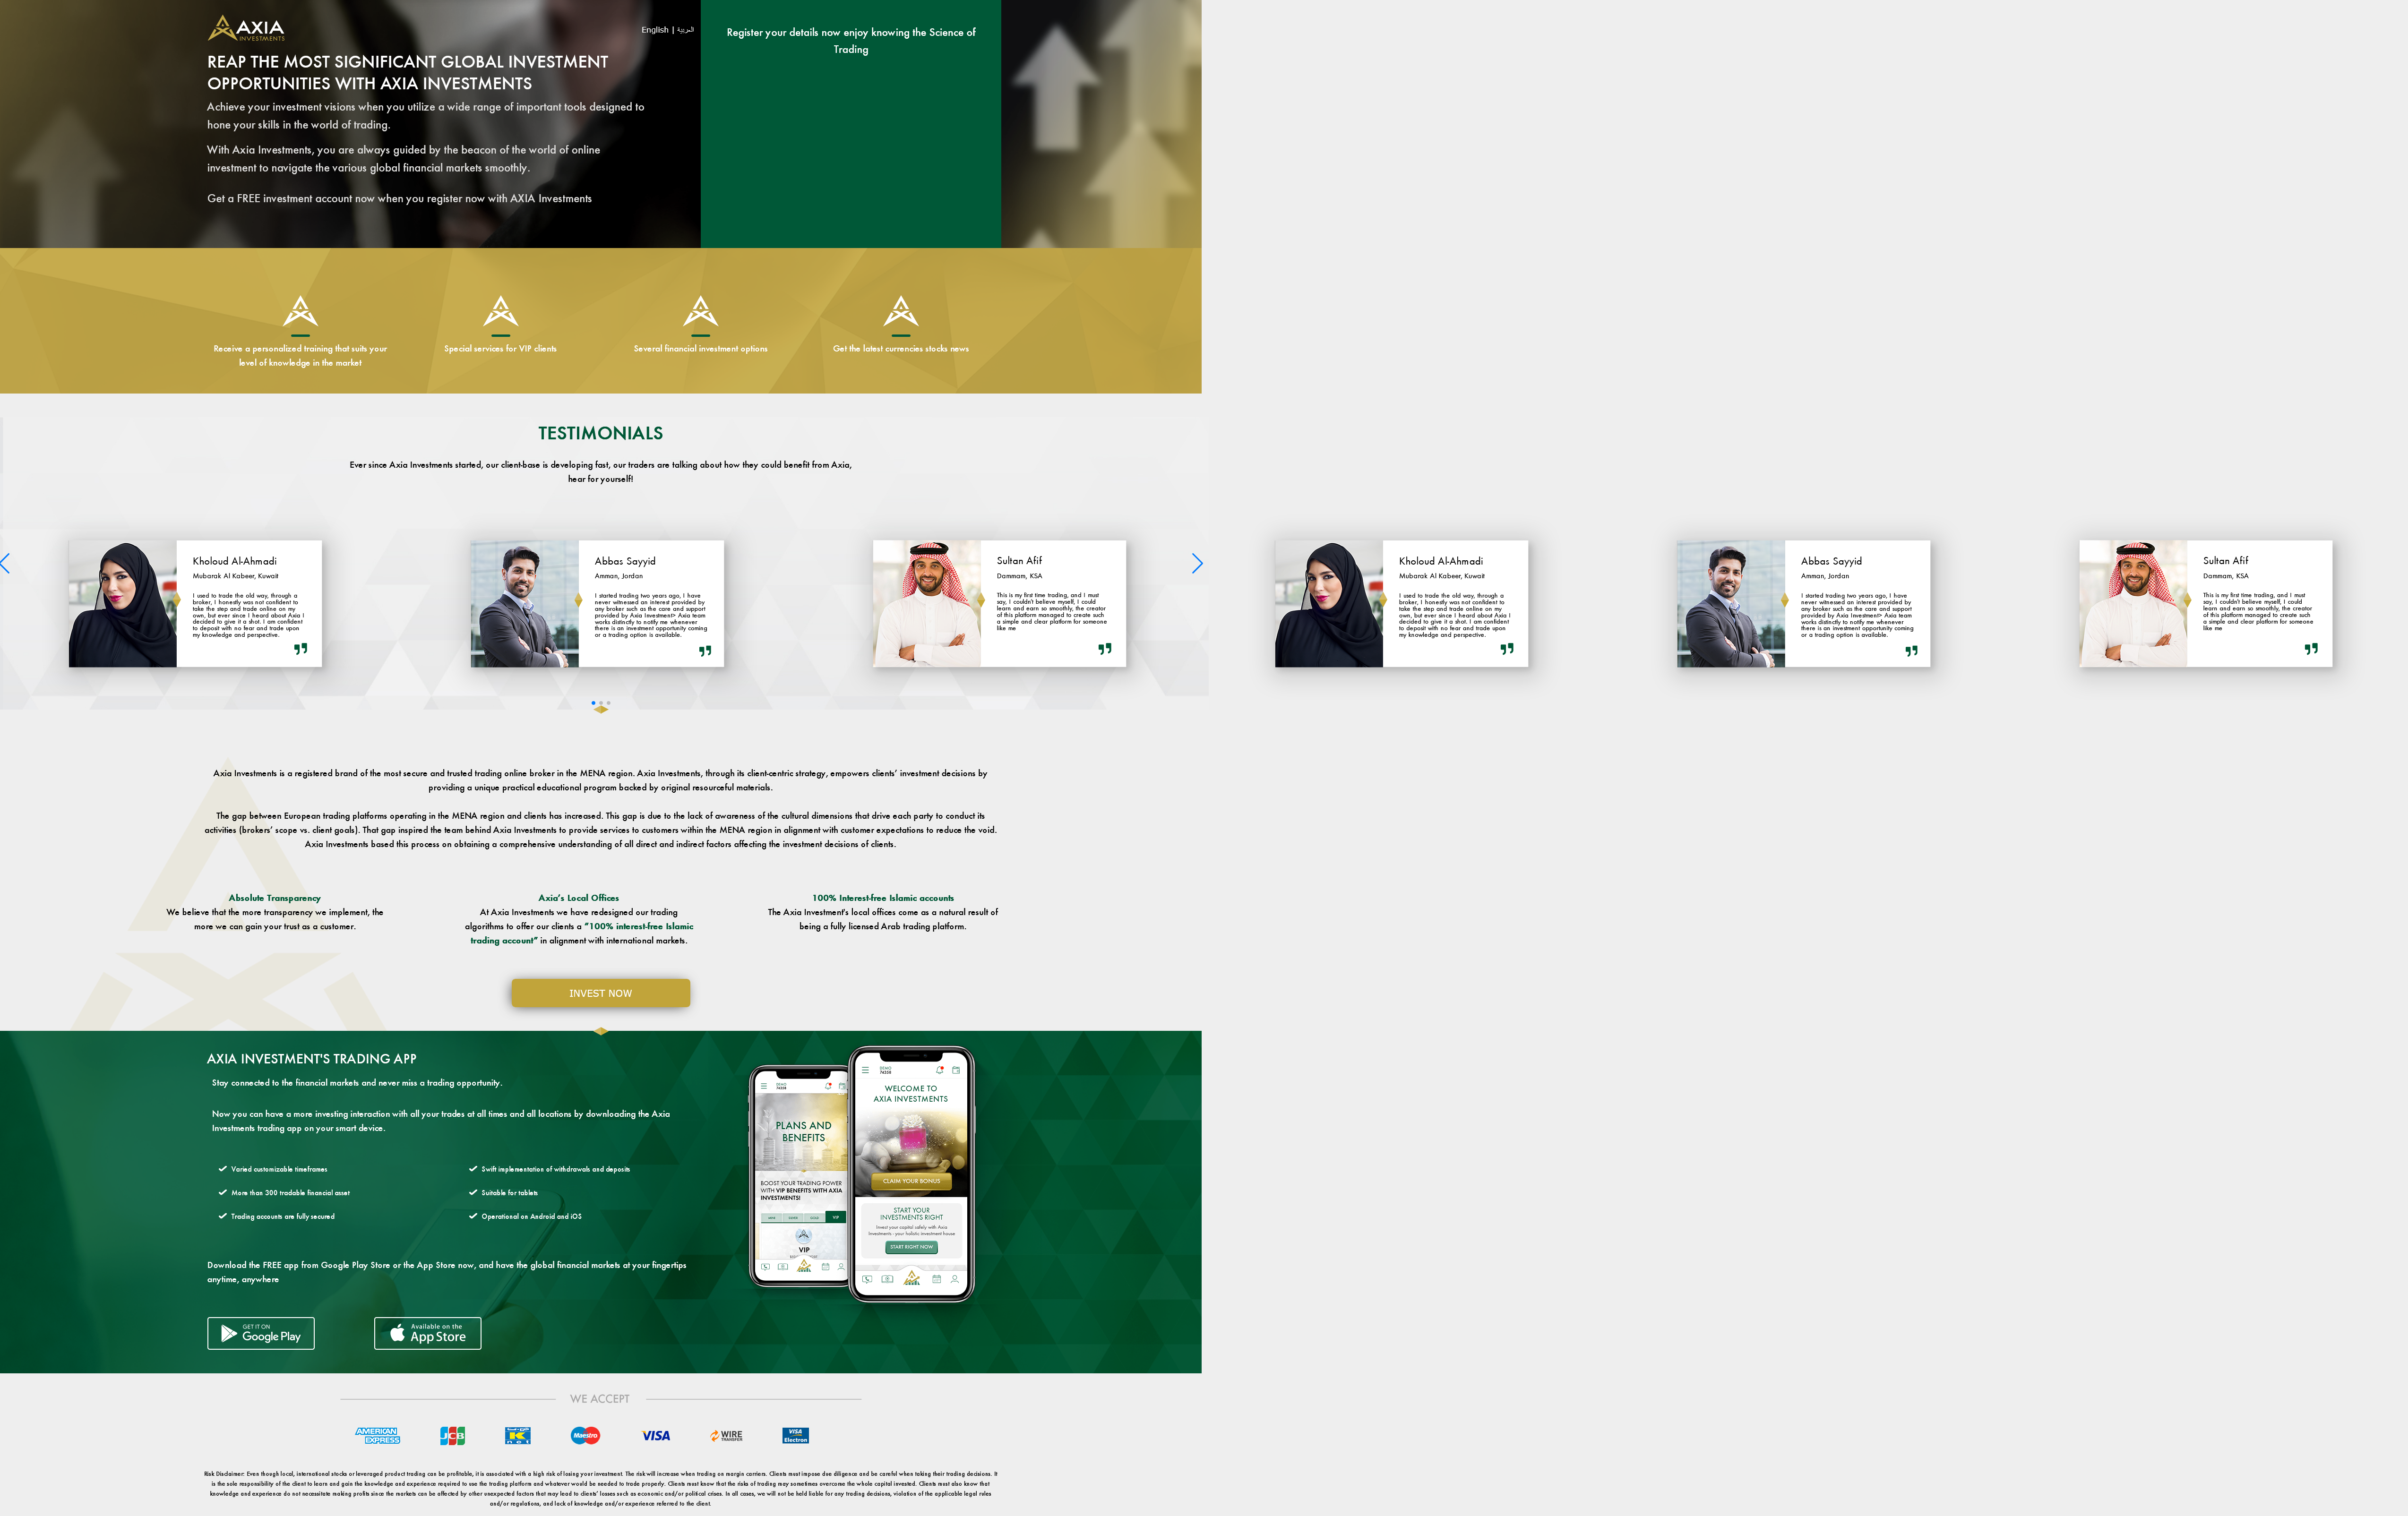 AXIA
INVESTMENTS
English | العربية
REAP THE MOST SIGNIFICANT GLOBAL INVESTMENT
OPPORTUNITIES WITH AXIA INVESTMENTS
Achieve your investment visions when you utilize a wide range of important tools designed to
hone your skills in the world of trading.
With Axia Investments, you are always guided by the beacon of the world of online
investment to navigate the various global financial markets smoothly.
Get a FREE investment account now when you register now with AXIA Investments
Register your details now enjoy knowing the Science of
Trading
Receive a personalized training that suits your
level of knowledge in the market
Special services for VIP clients
Several financial investment options
Get the latest currencies stocks news
TESTIMONIALS
Ever since Axia Investments started, our client-base is developing fast, our traders are talking about how they could benefit from Axia,
hear for yourself!
Kholoud Al-Ahmadi
Mubarak Al Kabeer, Kuwait
I used to trade the old way, through a
broker, I honestly was not confident to
take the step and trade online on my
own, but ever since I heard about Axia I
decided to give it a shot. I am confident
to deposit with no fear and trade upon
my knowledge and perspective.
Abbas Sayyid
Amman, Jordan
I started trading two years ago, I have
never witnessed an interest provided by
any broker such as the care and support
provided by Axia Investment> Axia team
works distinctly to notify me whenever
there is an investment opportunity coming
or a trading option is available.
Sultan Afif
Dammam, KSA
This is my first time trading, and I must
say, I couldn't believe myself, I could
learn and earn so smoothly, the creator
of this platform managed to create such
a simple and clear platform for someone
like me
Kholoud Al-Ahmadi
Mubarak Al Kabeer, Kuwait
I used to trade the old way, through a
broker, I honestly was not confident to
take the step and trade online on my
own, but ever since I heard about Axia I
decided to give it a shot. I am confident
to deposit with no fear and trade upon
my knowledge and perspective.
Abbas Sayyid
Amman, Jordan
I started trading two years ago, I have
never witnessed an interest provided by
any broker such as the care and support
provided by Axia Investment> Axia team
works distinctly to notify me whenever
there is an investment opportunity coming
or a trading option is available.
Sultan Afif
Dammam, KSA
This is my first time trading, and I must
say, I couldn't believe myself, I could
learn and earn so smoothly, the creator
of this platform managed to create such
a simple and clear platform for someone
like me
Axia Investments is a registered brand of the most secure and trusted trading online broker in the MENA region. Axia Investments, through its client-centric strategy, empowers clients' investment decisions by
providing a unique practical educational program backed by original resourceful materials.
The gap between European trading platforms operating in the MENA region and clients has increased. This gap is due to the lack of awareness of the cultural dimensions that drive each party to conduct its
activities (brokers' scope vs. client goals). That gap inspired the team behind Axia Investments to provide services to customers within the MENA region in alignment with customer expectations to reduce the void.
Axia Investments based this process on obtaining a comprehensive understanding of all direct and indirect factors affecting the investment decisions of clients.
Absolute Transparency
We believe that the more transparency we implement, the
more we can gain your trust as a customer.
Axia's Local Offices
At Axia Investments we have redesigned our trading
algorithms to offer our clients a "100% interest-free Islamic
trading account" in alignment with international markets.
100% Interest-free Islamic accounts
The Axia Investment's local offices come as a natural result of
being a fully licensed Arab trading platform.
INVEST NOW
AXIA INVESTMENT'S TRADING APP
Stay connected to the financial markets and never miss a trading opportunity.
Now you can have a more investing interaction with all your trades at all times and all locations by downloading the Axia
Investments trading app on your smart device.
Varied customizable timeframes
Swift implementation of withdrawals and deposits
More than 300 tradable financial asset
Suitable for tablets
Trading accounts are fully secured
Operational on Android and iOS
Download the FREE app from Google Play Store or the App Store now, and have the global financial markets at your fingertips
anytime, anywhere
GET IT ON
Google Play
Available on the
App Store
PLANS AND
BENEFITS
BOOST YOUR TRADING POWER
WITH VIP BENEFITS WITH AXIA
INVESTMENTS!
VIP
VIP
DEMO
WELCOME TO
AXIA INVESTMENTS
CLAIM YOUR BONUS
START YOUR
INVESTMENTS RIGHT
Invest your capital safely with Axia
Investments - your holistic investment house
START RIGHT NOW
WE ACCEPT
AMERICAN
EXPRESS
JCB
K
net
Maestro
VISA
WIRE
TRANSFER
VISA
Electron
Risk Disclaimer: Even though local, international stocks or leveraged product trading can be profitable, it is associated with a high risk of losing your investment. The risk will increase when trading on margin carriers. Clients must impose due diligence and be careful when taking their trading decisions. It
is the sole responsibility of the client to learn and gain the knowledge and experience required to use the trading platform and whatever would be needed to trade properly. Clients must know that the risks of trading may sometimes overcome the whole capital invested. Clients must also know that
knowledge and experience do not necessitate making profits since the markets can be affected by other unexpected factors that may lead to clients' losses such as economic and/or political crises. In all cases, we will not be held liable for any trading decisions, violation of the applicable legal rules
and/or regulations, and lack of knowledge and/or experience referred to the client.